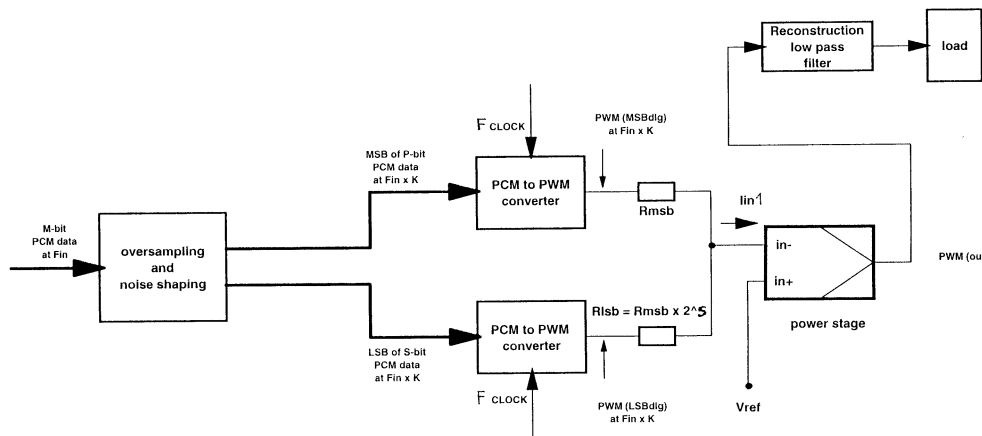 Reconstruction
low pass
filter
load
F CLOCK
PWM (MSBdlg)
at Fin x K
MSB of P-bit
PCM data
at Fin x K
PCM to PWM
converter
Rmsb
Iin1
M-bit
PCM data
at Fin
oversampling
and
noise shaping
in-
in+
PWM (ou
power stage
Rlsb = Rmsb x 2^S
PCM to PWM
converter
LSB of S-bit
PCM data
at Fin x K
F CLOCK
PWM (LSBdlg)
at Fin x K
Vref